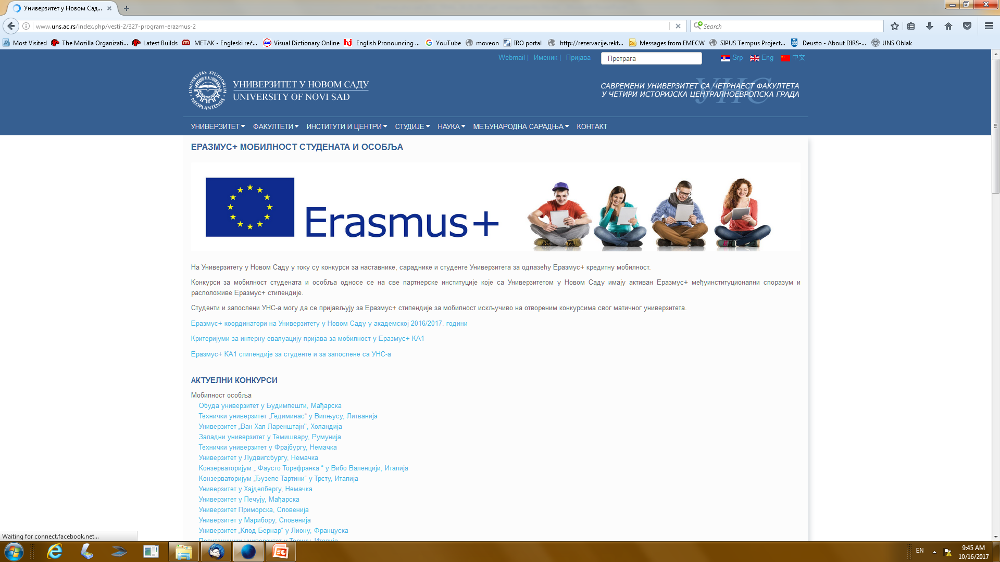 Универзитет у Новом Сад...
www.uns.ac.rs/index.php/vesti-2/327-program-erazmus-2
Search
Most Visited The Mozilla Organizati... Latest Builds METAK - Engleski reč... Visual Dictionary Online English Pronouncing ... YouTube moveon IRO portal http://rezervacije.rekt... Messages from EMECW SIPUS Tempus Project... Deusto - About DIRS-... UNS Oblak
Webmail | Именик | Пријава Претрага Srp Eng 中文
УНИВЕРЗИТЕТ У НОВОМ САДУ
UNIVERSITY OF NOVI SAD
UNIVERSITAS STUDIORUM NEOPLANTENSIS
УНС
САВРЕМЕНИ УНИВЕРЗИТЕТ СА ЧЕТРНАЕСТ ФАКУЛТЕТА
У ЧЕТИРИ ИСТОРИЈСКА ЦЕНТРАЛНОЕВРОПСКА ГРАДА
УНИВЕРЗИТЕТ ФАКУЛТЕТИ ИНСТИТУТИ И ЦЕНТРИ СТУДИЈЕ НАУКА МЕЂУНАРОДНА САРАДЊА КОНТАКТ
ЕРАЗМУС+ МОБИЛНОСТ СТУДЕНАТА И ОСОБЉА
Erasmus+
На Универзитету у Новом Саду у току су конкурси за наставнике, сараднике и студенте Универзитета за одлазећу Еразмус+ кредитну мобилност.
Конкурси за мобилност студената и особља односе се на све партнерске институције које са Универзитетом у Новом Саду имају активан Еразмус+ међуинституционални споразум и
расположиве Еразмус+ стипендије.
Студенти и запослени УНС-а могу да се пријављују за Еразмус+ стипендије за мобилност искључиво на отвореним конкурсима свог матичног универзитета.
Еразмус+ координатори на Универзитету у Новом Саду у академској 2016/2017. години
Критеријуми за интерну евалуацију пријава за мобилност у Еразмус+ КА1
Еразмус+ КА1 стипендије за студенте и за запослене са УНС-а
АКТУЕЛНИ КОНКУРСИ
Мобилност особља
Обуда универзитет у Будимпешти, Мађарска
Технички универзитет „Гедиминас“ у Вилњусу, Литванија
Универзитет „Ван Хал Ларенштајн", Холандија
Западни универзитет у Темишвару, Румунија
Технички универзитет у Фрајбургу, Немачка
Универзитет у Лудвигсбургу, Немачка
Конзерваторијум „ Фаусто Торефранка “ у Вибо Валенцији, Италија
Конзерваторијум „Ђузепе Тартини“ у Трсту, Италија
Универзитет у Хајделбергу, Немачка
Универзитет у Печују, Мађарска
Универзитет Приморска, Словенија
Универзитет у Марибору, Словенија
Универзитет „Клод Бернар“ у Лиону, Француска
Политехнички универзитет у Торину, Италија
Waiting for connect.facebook.net...
EN
9:45 AM
10/16/2017